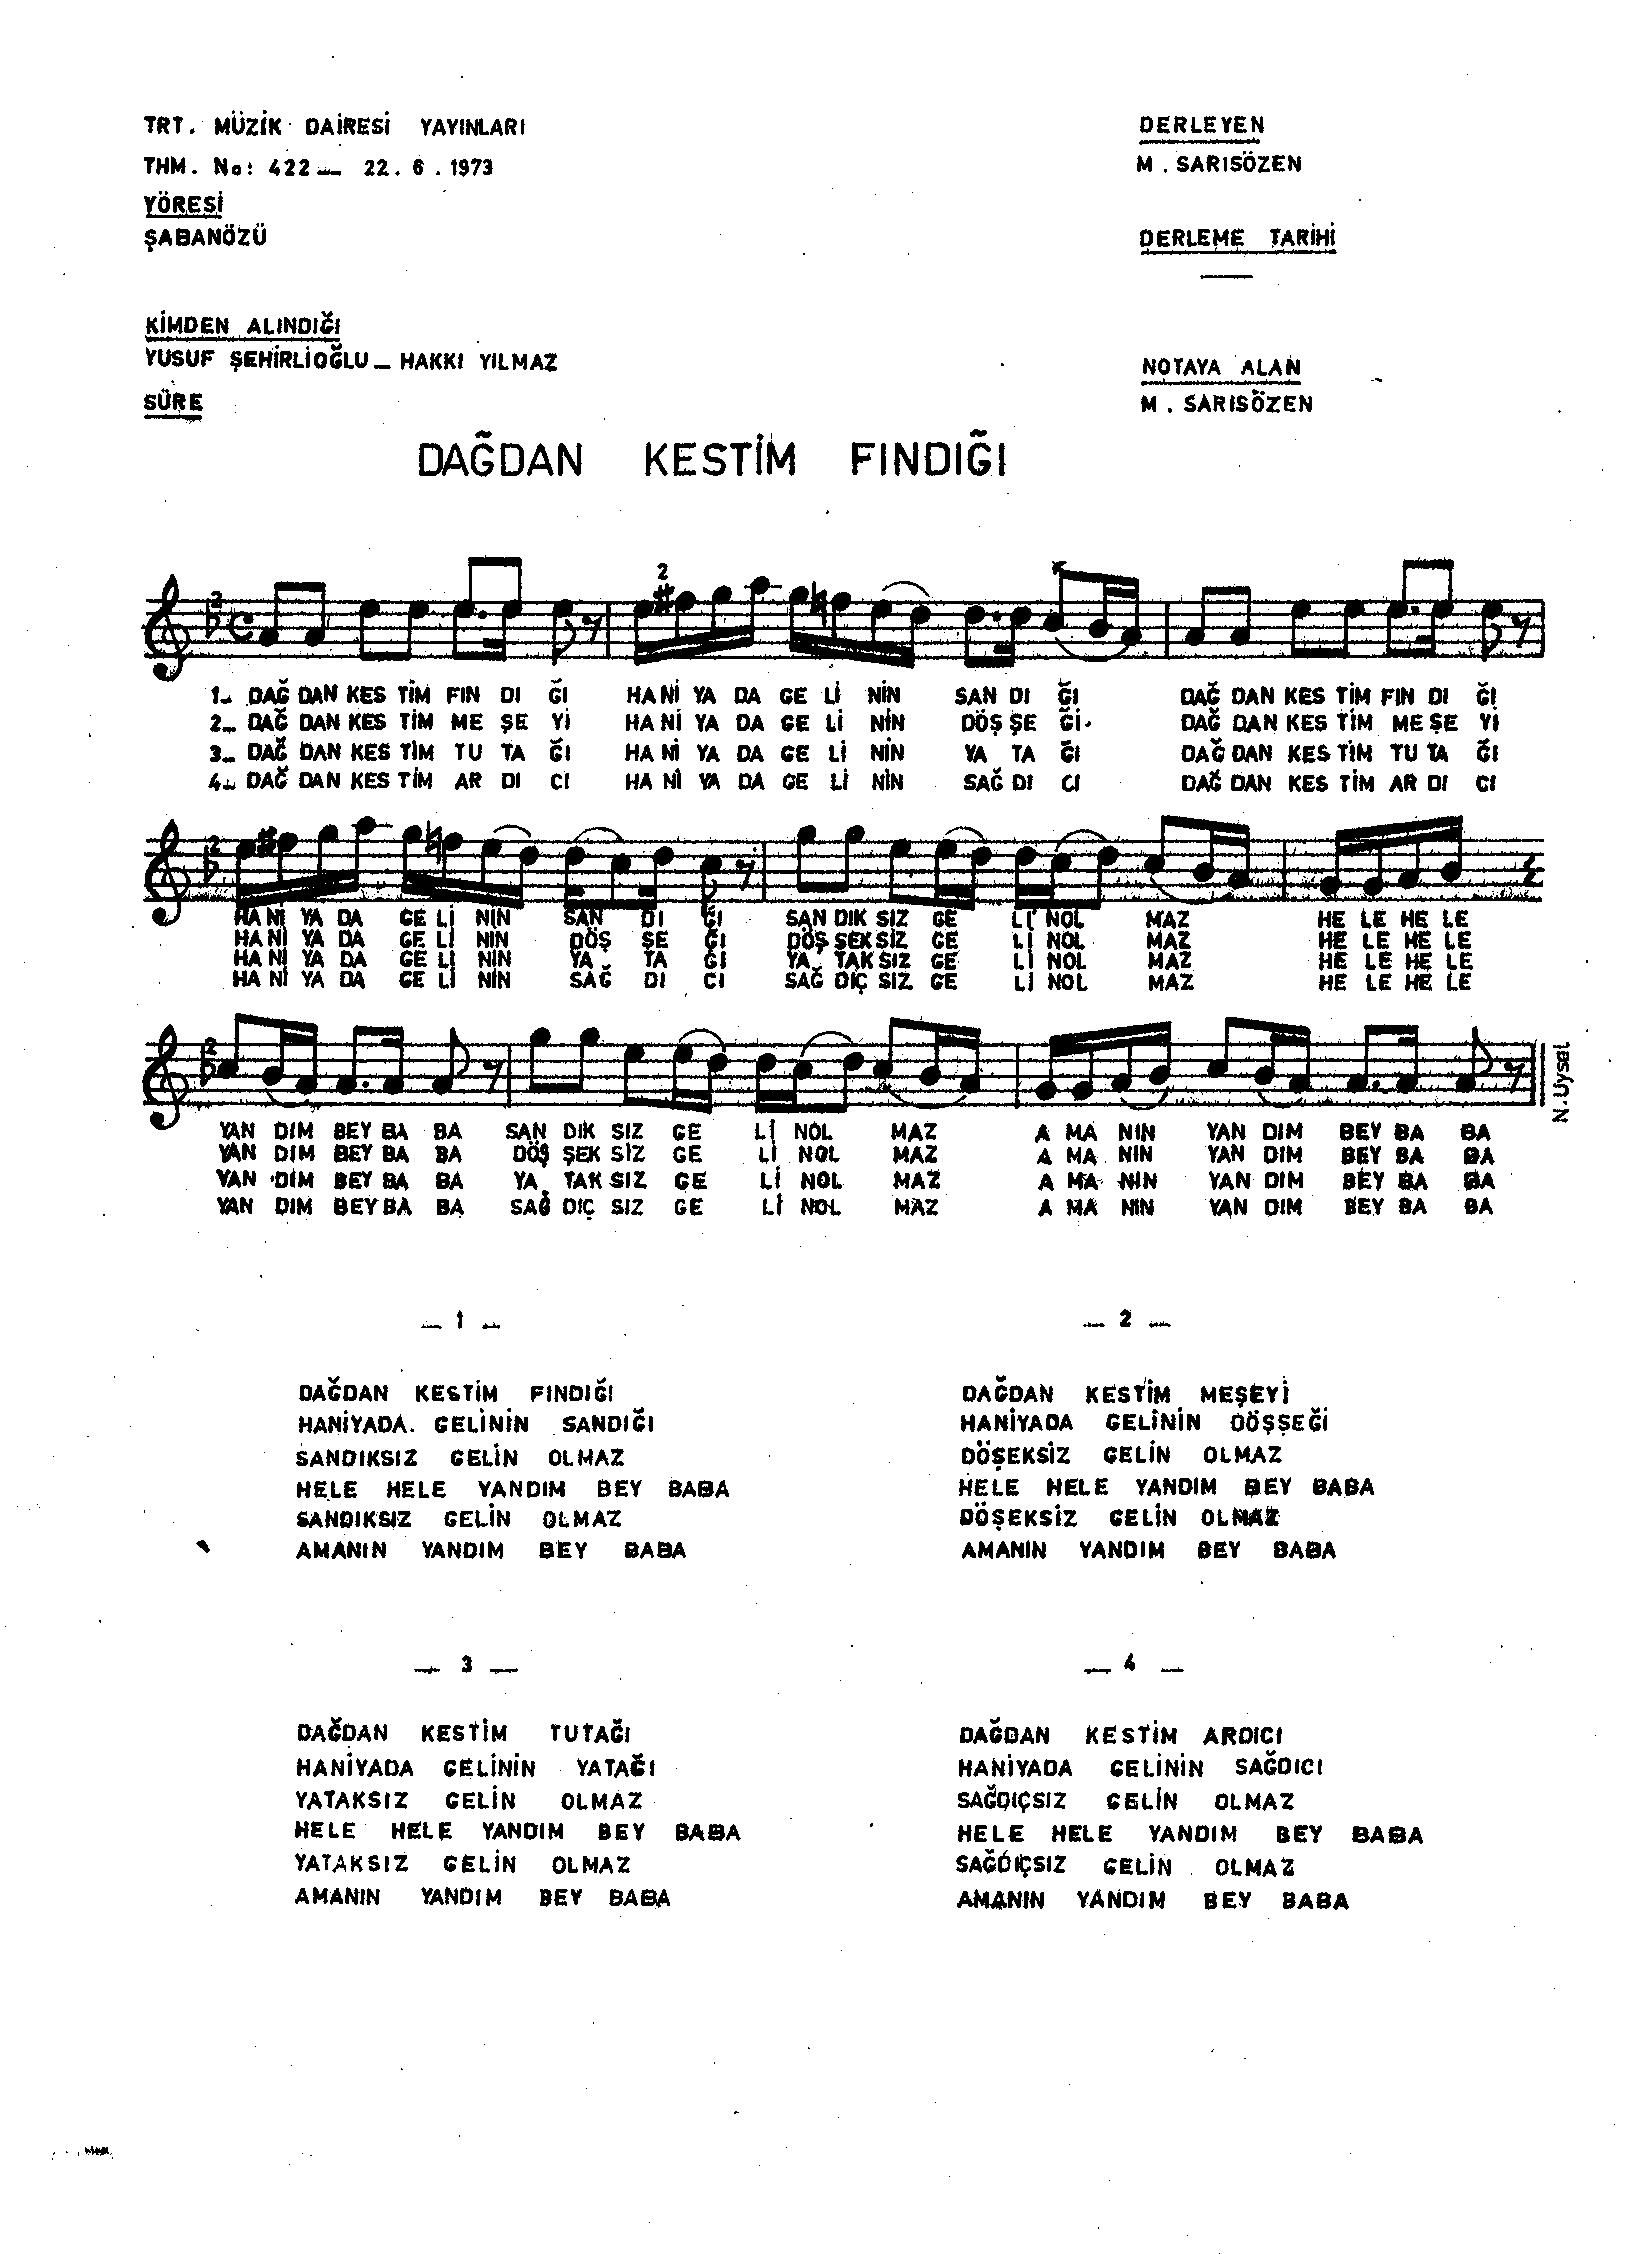 TRT. MÜZİK DAİRESİ YAYINLARI
THM. No: 422 — 22.6.1973
YÖRESİ
ŞABANÖZÜ
KİMDEN ALINDIĞI
YUSUF ŞEHİRLİOĞLU — HAKKI YILMAZ
SÜRE
DERLEYEN
M. SARISÖZEN
DERLEME TARİHİ
—
NOTAYA ALAN
M. SARISÖZEN
DAĞDAN KESTİM FINDIĞI
2
2
1— DAĞ DAN KES TİM FIN DI ĞI HA Nİ YA DA GE Lİ NİN SAN DI ĞI DAĞ DAN KES TİM FIN DI ĞI
2— DAĞ DAN KES TİM ME ŞE Yİ HA Nİ YA DA GE Lİ NİN DÖŞ ŞE Ğİ. DAĞ DAN KES TİM ME ŞE Yİ
3— DAĞ DAN KES TİM TU TA ĞI HA Nİ YA DA GE Lİ NİN YA TA ĞI DAĞ DAN KES TİM TU TA ĞI
4— DAĞ DAN KES TİM AR DI CI HA Nİ YA DA GE Lİ NİN SAĞ DI CI DAĞ DAN KES TİM AR DI CI
2
HA Nİ YA DA GE Lİ NİN SAN DI ĞI SAN DIK SIZ GE Lİ NOL MAZ HE LE HE LE
HA Nİ YA DA GE Lİ NİN DÖŞ ŞE Ğİ DÖŞ ŞEK SİZ GE Lİ NOL MAZ HE LE HE LE
HA Nİ YA DA GE Lİ NİN YA TA ĞI YA TAK SIZ GE Lİ NOL MAZ HE LE HE LE
HA Nİ YA DA GE Lİ NİN SAĞ DI CI SAĞ DIÇ SIZ GE Lİ NOL MAZ HE LE HE LE
2
N.Uysal
YAN DIM BEY BA BA SAN DIK SIZ GE Lİ NOL MAZ A MA NIN YAN DIM BEY BA BA
YAN DIM BEY BA BA DÖŞ ŞEK SİZ GE Lİ NOL MAZ A MA NIN YAN DIM BEY BA BA
YAN DIM BEY BA BA YA TAK SIZ GE Lİ NOL MAZ A MA NIN YAN DIM BEY BA BA
YAN DIM BEY BA BA SAĞ DIÇ SIZ GE Lİ NOL MAZ A MA NIN YAN DIM BEY BA BA
— 1 —
DAĞDAN KESTİM FINDIĞI
HANİYADA. GELİNİN SANDIĞI
SANDIKSIZ GELİN OLMAZ
HELE HELE YANDIM BEY BABA
SANDIKSIZ GELİN OLMAZ
AMANIN YANDIM BEY BABA
— 2 —
DAĞDAN KESTİM MEŞEYİ
HANİYADA GELİNİN DÖŞŞEĞİ
DÖŞEKSİZ GELİN OLMAZ
HELE HELE YANDIM BEY BABA
DÖŞEKSİZ GELİN OLMAZ
AMANIN YANDIM BEY BABA
— 3 —
DAĞDAN KESTİM TUTAĞI
HANİYADA GELİNİN YATAĞI
YATAKSIZ GELİN OLMAZ
HELE HELE YANDIM BEY BABA
YATAKSIZ GELİN OLMAZ
AMANIN YANDIM BEY BABA
— 4 —
DAĞDAN KESTİM ARDICI
HANİYADA GELİNİN SAĞDICI
SAĞDIÇSIZ GELİN OLMAZ
HELE HELE YANDIM BEY BABA
SAĞDIÇSIZ GELİN OLMAZ
AMANIN YANDIM BEY BABA